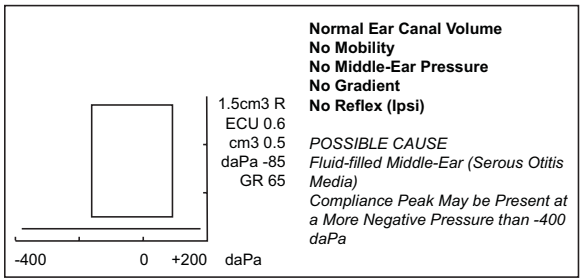 Normal Ear Canal Volume
No Mobility
No Middle-Ear Pressure
No Gradient
No Reflex (Ipsi)
POSSIBLE CAUSE
Fluid-filled Middle-Ear (Serous Otitis
Media)
Compliance Peak May be Present at
a More Negative Pressure than -400
daPa
1.5cm3 R
ECU 0.6
cm3 0.5
daPa -85
GR 65
-400 0 +200 daPa